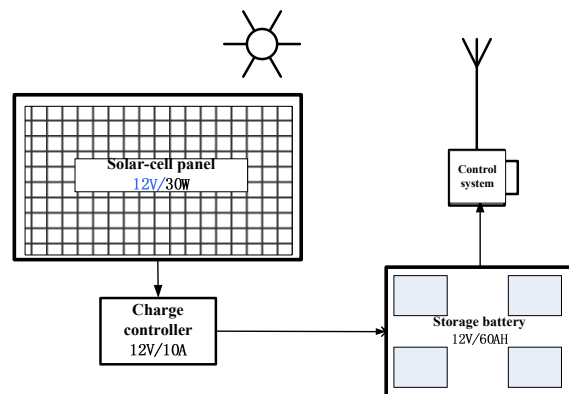 Solar-cell panel
12V/30W
Control
system
Charge
controller
12V/10A
Storage battery
12V/60AH